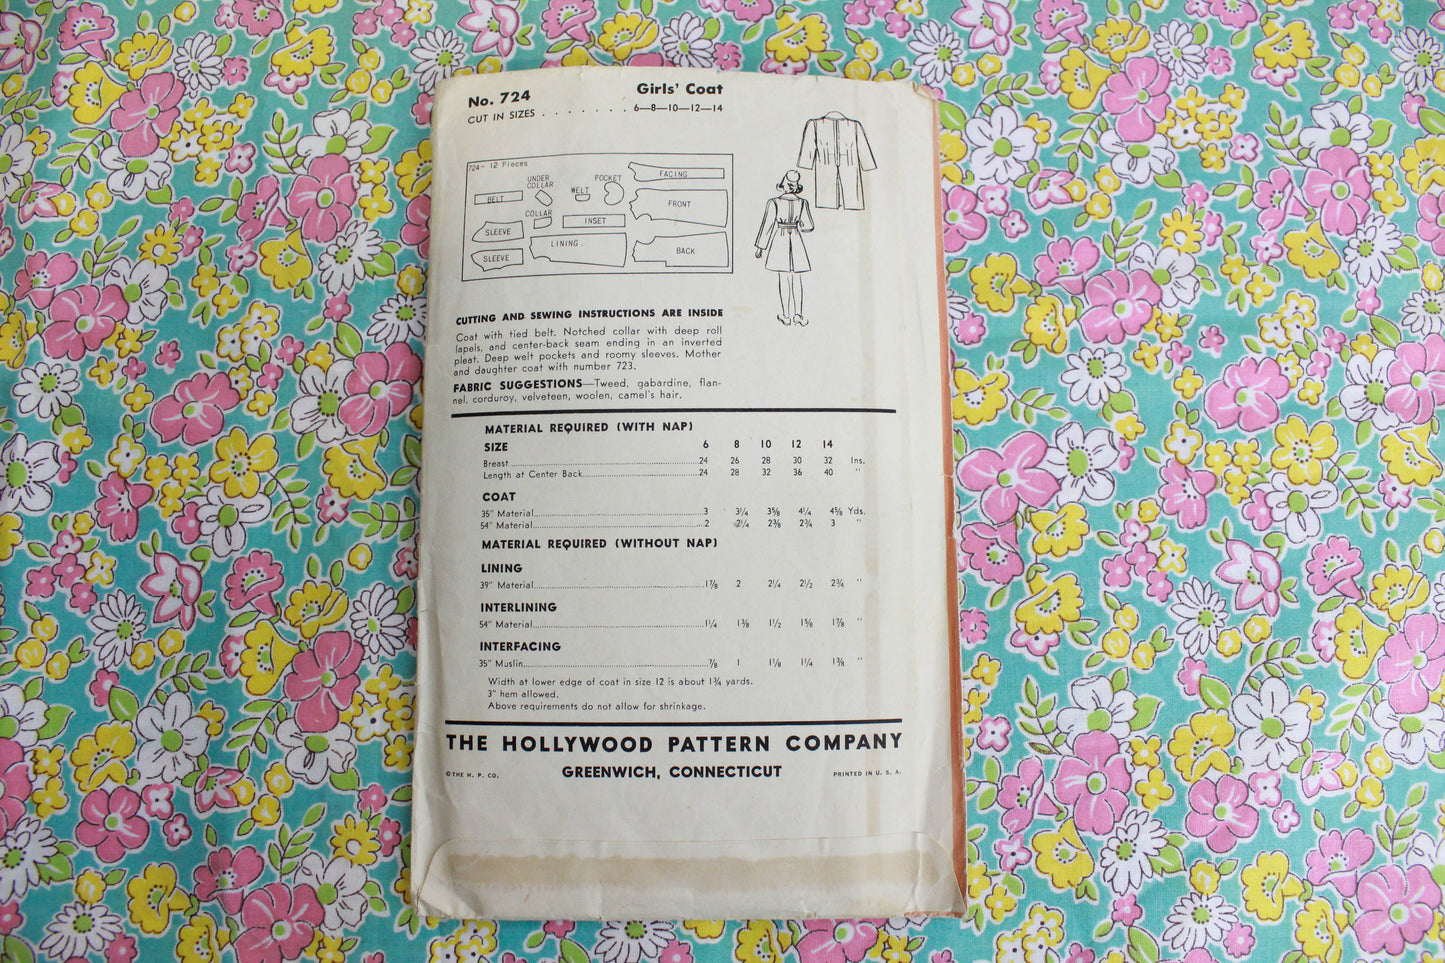 No. 724 Girls' Coat
CUT IN SIZES . . . . . . . 6—8—10—12—14
724 - 12 Pieces
BELT
UNDER COLLAR
WELT
POCKET
FACING
COLLAR
INSET
FRONT
SLEEVE
LINING
BACK
SLEEVE
CUTTING AND SEWING INSTRUCTIONS ARE INSIDE
Coat with tied belt. Notched collar with deep roll
lapels, and center-back seam ending in an inverted
pleat. Deep welt pockets and roomy sleeves. Mother
and daughter coat with number 723.
FABRIC SUGGESTIONS—Tweed, gabardine, flan-
nel, corduroy, velveteen, woolen, camel's hair.
MATERIAL REQUIRED (WITH NAP)
SIZE 6 8 10 12 14
Breast 24 26 28 30 32 Ins.
Length at Center Back 24 28 32 36 40 "
COAT
35" Material 3 3¼ 3⅝ 4¼ 4⅝ Yds.
54" Material 2 2¼ 2⅜ 2¾ 3 "
MATERIAL REQUIRED (WITHOUT NAP)
LINING
39" Material 1⅞ 2 2¼ 2½ 2¾ "
INTERLINING
54" Material 1¼ 1⅜ 1½ 1⅝ 1⅞ "
INTERFACING
35" Muslin ⅞ 1 1⅛ 1¼ 1⅜ "
Width at lower edge of coat in size 12 is about 1¾ yards.
3" hem allowed.
Above requirements do not allow for shrinkage.
THE HOLLYWOOD PATTERN COMPANY
©THE H. P. CO. GREENWICH, CONNECTICUT PRINTED IN U. S. A.